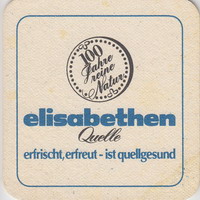 100
Jahre
reine
Natur
elisabethen
Quelle
erfrischt, erfreut - ist quellgesund